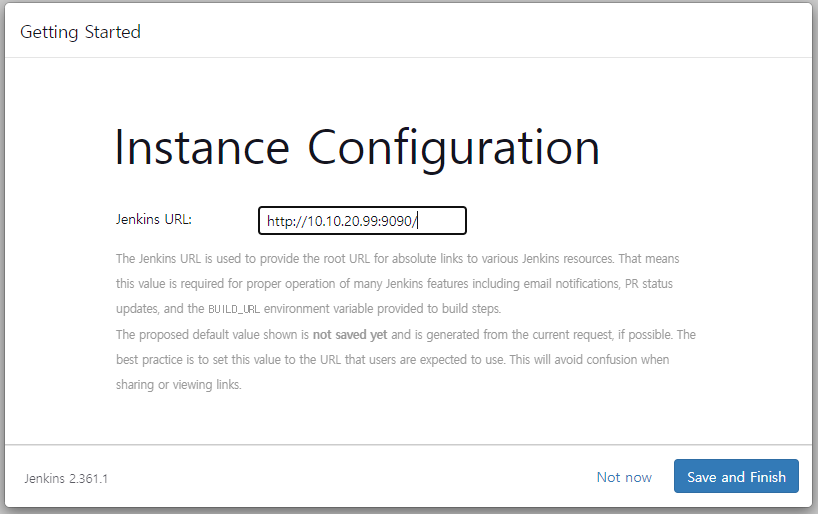 Getting Started
Instance Configuration
Jenkins URL: http://10.10.20.99:9090/
The Jenkins URL is used to provide the root URL for absolute links to various Jenkins resources. That means
this value is required for proper operation of many Jenkins features including email notifications, PR status
updates, and the BUILD_URL environment variable provided to build steps.
The proposed default value shown is not saved yet and is generated from the current request, if possible. The
best practice is to set this value to the URL that users are expected to use. This will avoid confusion when
sharing or viewing links.
Jenkins 2.361.1 Not now Save and Finish